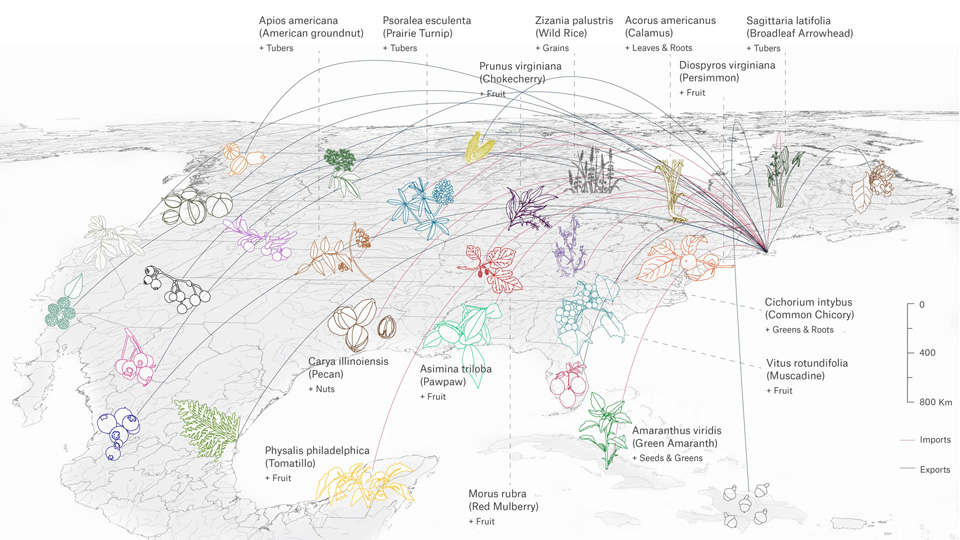 Apios americana
(American groundnut)
+ Tubers
Psoralea esculenta
(Prairie Turnip)
+ Tubers
Zizania palustris
(Wild Rice)
+ Grains
Acorus americanus
(Calamus)
+ Leaves & Roots
Sagittaria latifolia
(Broadleaf Arrowhead)
+ Tubers
Prunus virginiana
(Chokecherry)
+ Fruit
Diospyros virginiana
(Persimmon)
+ Fruit
Cichorium intybus
(Common Chicory)
+ Greens & Roots
0
400
800 Km
Vitus rotundifolia
(Muscadine)
+ Fruit
Carya illinoiensis
(Pecan)
+ Nuts
Asimina triloba
(Pawpaw)
+ Fruit
Amaranthus viridis
(Green Amaranth)
+ Seeds & Greens
Imports
Exports
Physalis philadelphica
(Tomatillo)
+ Fruit
Morus rubra
(Red Mulberry)
+ Fruit